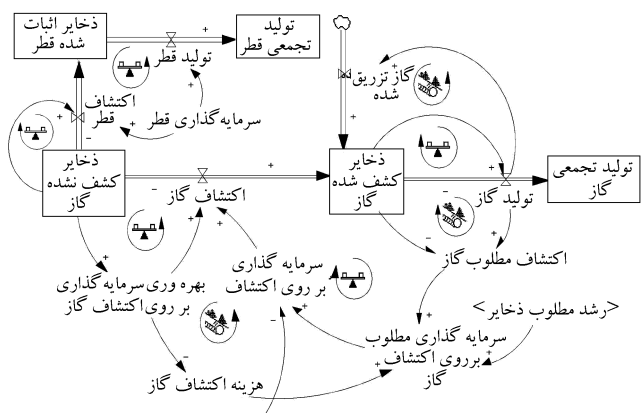 ذخایر اثبات
شده قطر
تولید
تجمعی قطر
تولید قطر
اکتشاف
قطر
سرمایه‌گذاری قطر
گاز تزریق
شده
ذخایر
کشف نشده
گاز
اکتشاف گاز
ذخایر
کشف شده
گاز
تولید گاز
تولید تجمعی
گاز
اکتشاف مطلوب گاز
بهره وری سرمایه گذاری
بر روی اکتشاف گاز
سرمایه گذاری
بر روی اکتشاف
گاز
<رشد مطلوب ذخایر>
سرمایه گذاری مطلوب
برروی اکتشاف
گاز
هزینه اکتشاف گاز